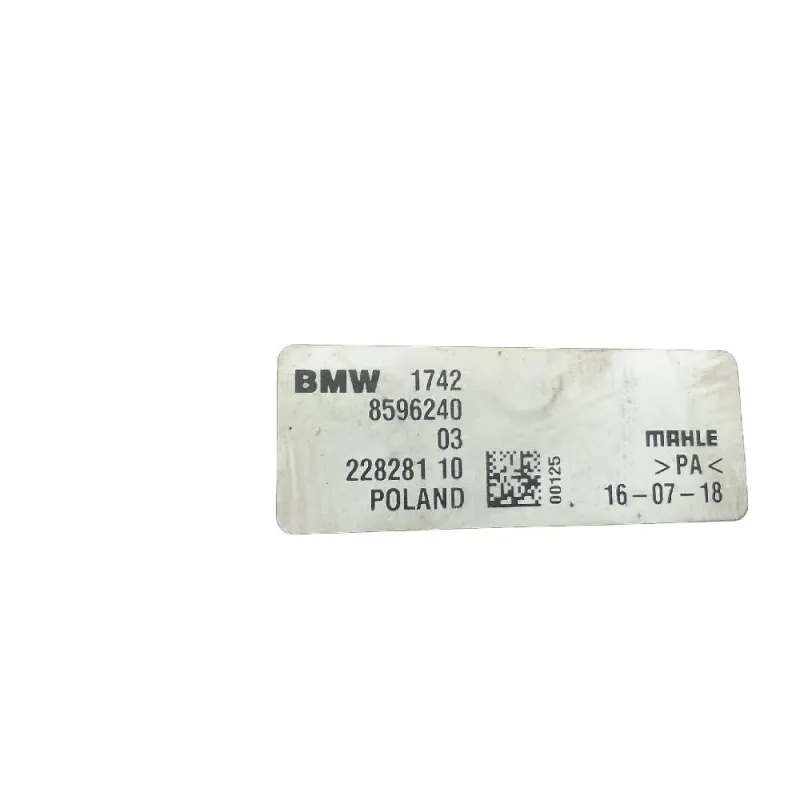 BMW 1742
8596240
03
228281 10
POLAND
00125
MAHLE
>PA<
16-07-18